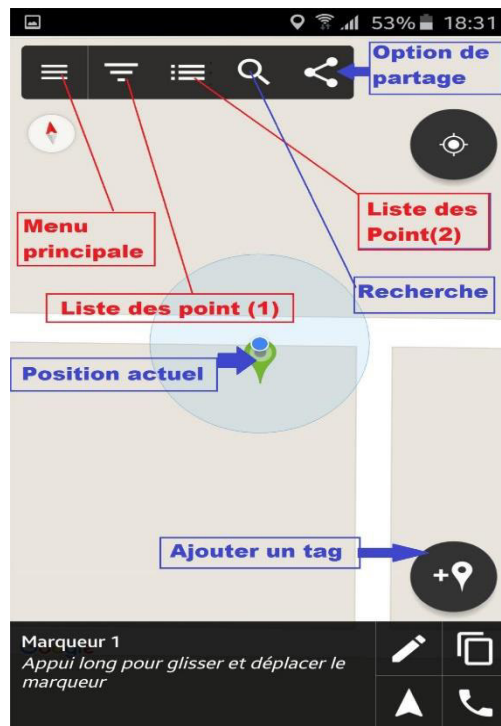 53% 18:31
Option de
partage
Menu
principale
Liste des
Point(2)
Recherche
Liste des point (1)
Position actuel
Ajouter un tag
+
Marqueur 1
Appui long pour glisser et déplacer le
marqueur